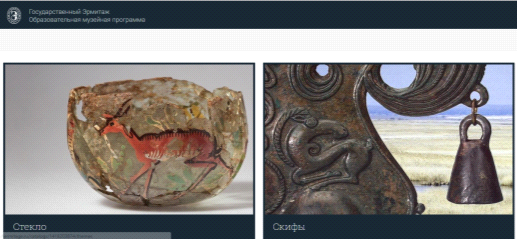 Государственный Эрмитаж
Образовательная музейная программа
Стекло
Скифы